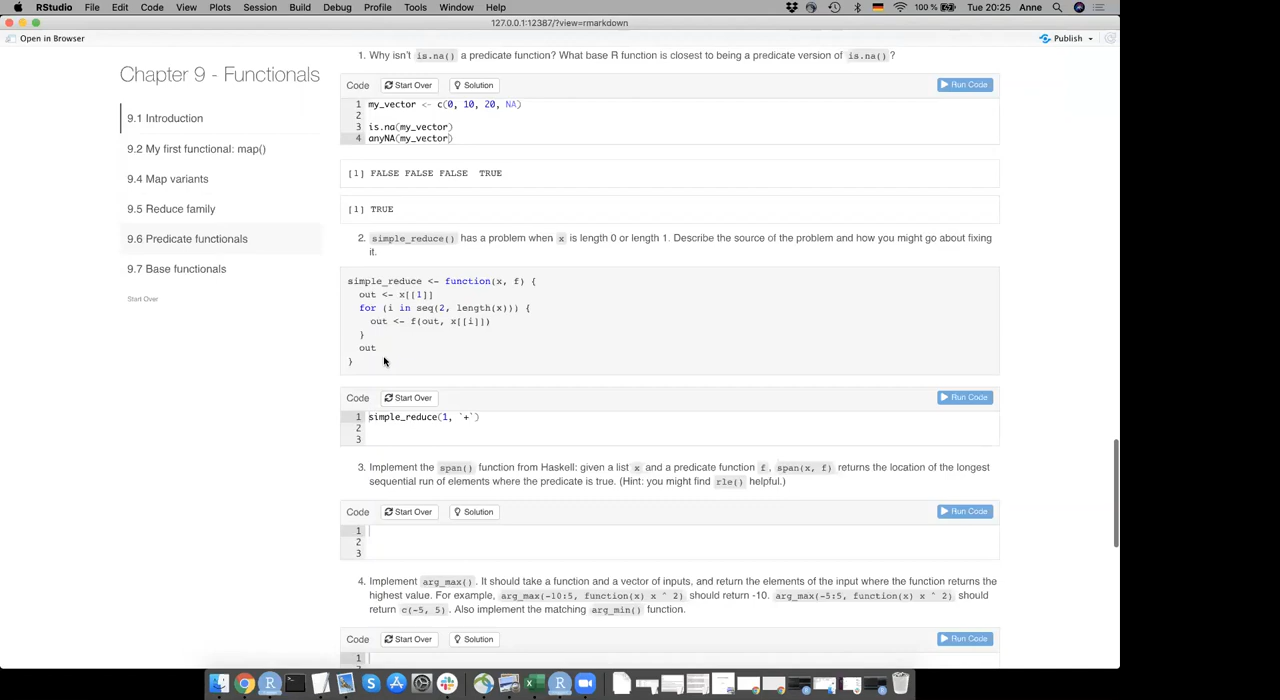 RStudio File Edit Code View Plots Session Build Debug Profile Tools Window Help 100 % Tue 20:25 Anne
127.0.0.1:12387/?view=rmarkdown
Open in Browser Publish
Chapter 9 - Functionals
9.1 Introduction
9.2 My first functional: map()
9.4 Map variants
9.5 Reduce family
9.6 Predicate functionals
9.7 Base functionals
Start Over
1. Why isn't is.na() a predicate function? What base R function is closest to being a predicate version of is.na() ?
Code Start Over Solution Run Code
1 my_vector <- c(0, 10, 20, NA)
2
3 is.na(my_vector)
4 anyNA(my_vector)
[1] FALSE FALSE FALSE TRUE
[1] TRUE
2. simple_reduce() has a problem when x is length 0 or length 1. Describe the source of the problem and how you might go about fixing
it.
simple_reduce <- function(x, f) {
out <- x[[1]]
for (i in seq(2, length(x))) {
out <- f(out, x[[i]])
}
out
}
Code Start Over Run Code
1 simple_reduce(1, `+`)
2
3
3. Implement the span() function from Haskell: given a list x and a predicate function f , span(x, f) returns the location of the longest
sequential run of elements where the predicate is true. (Hint: you might find rle() helpful.)
Code Start Over Solution Run Code
1
2
3
4. Implement arg_max() . It should take a function and a vector of inputs, and return the elements of the input where the function returns the
highest value. For example, arg_max(-10:5, function(x) x ^ 2) should return -10. arg_max(-5:5, function(x) x ^ 2) should
return c(-5, 5) . Also implement the matching arg_min() function.
Code Start Over Solution Run Code
1